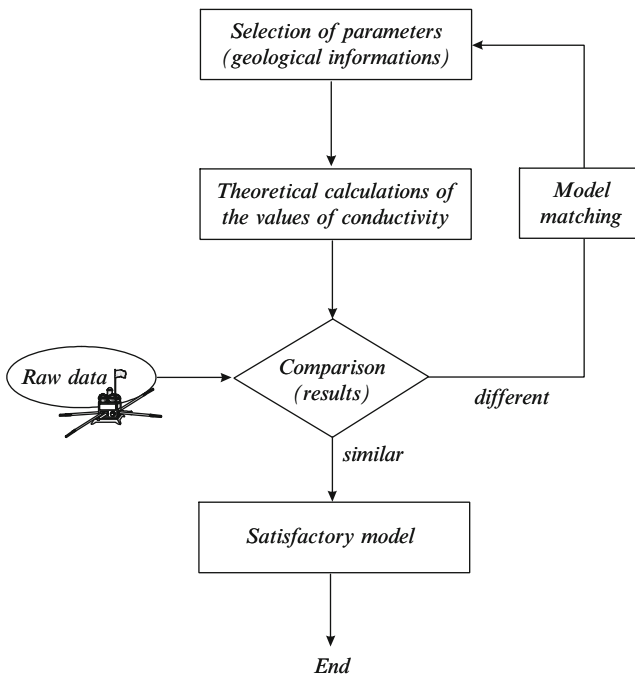 Selection of parameters
(geological informations)
Theoretical calculations of
the values of conductivity
Model
matching
Raw data
Comparison
(results)
different
similar
Satisfactory model
End